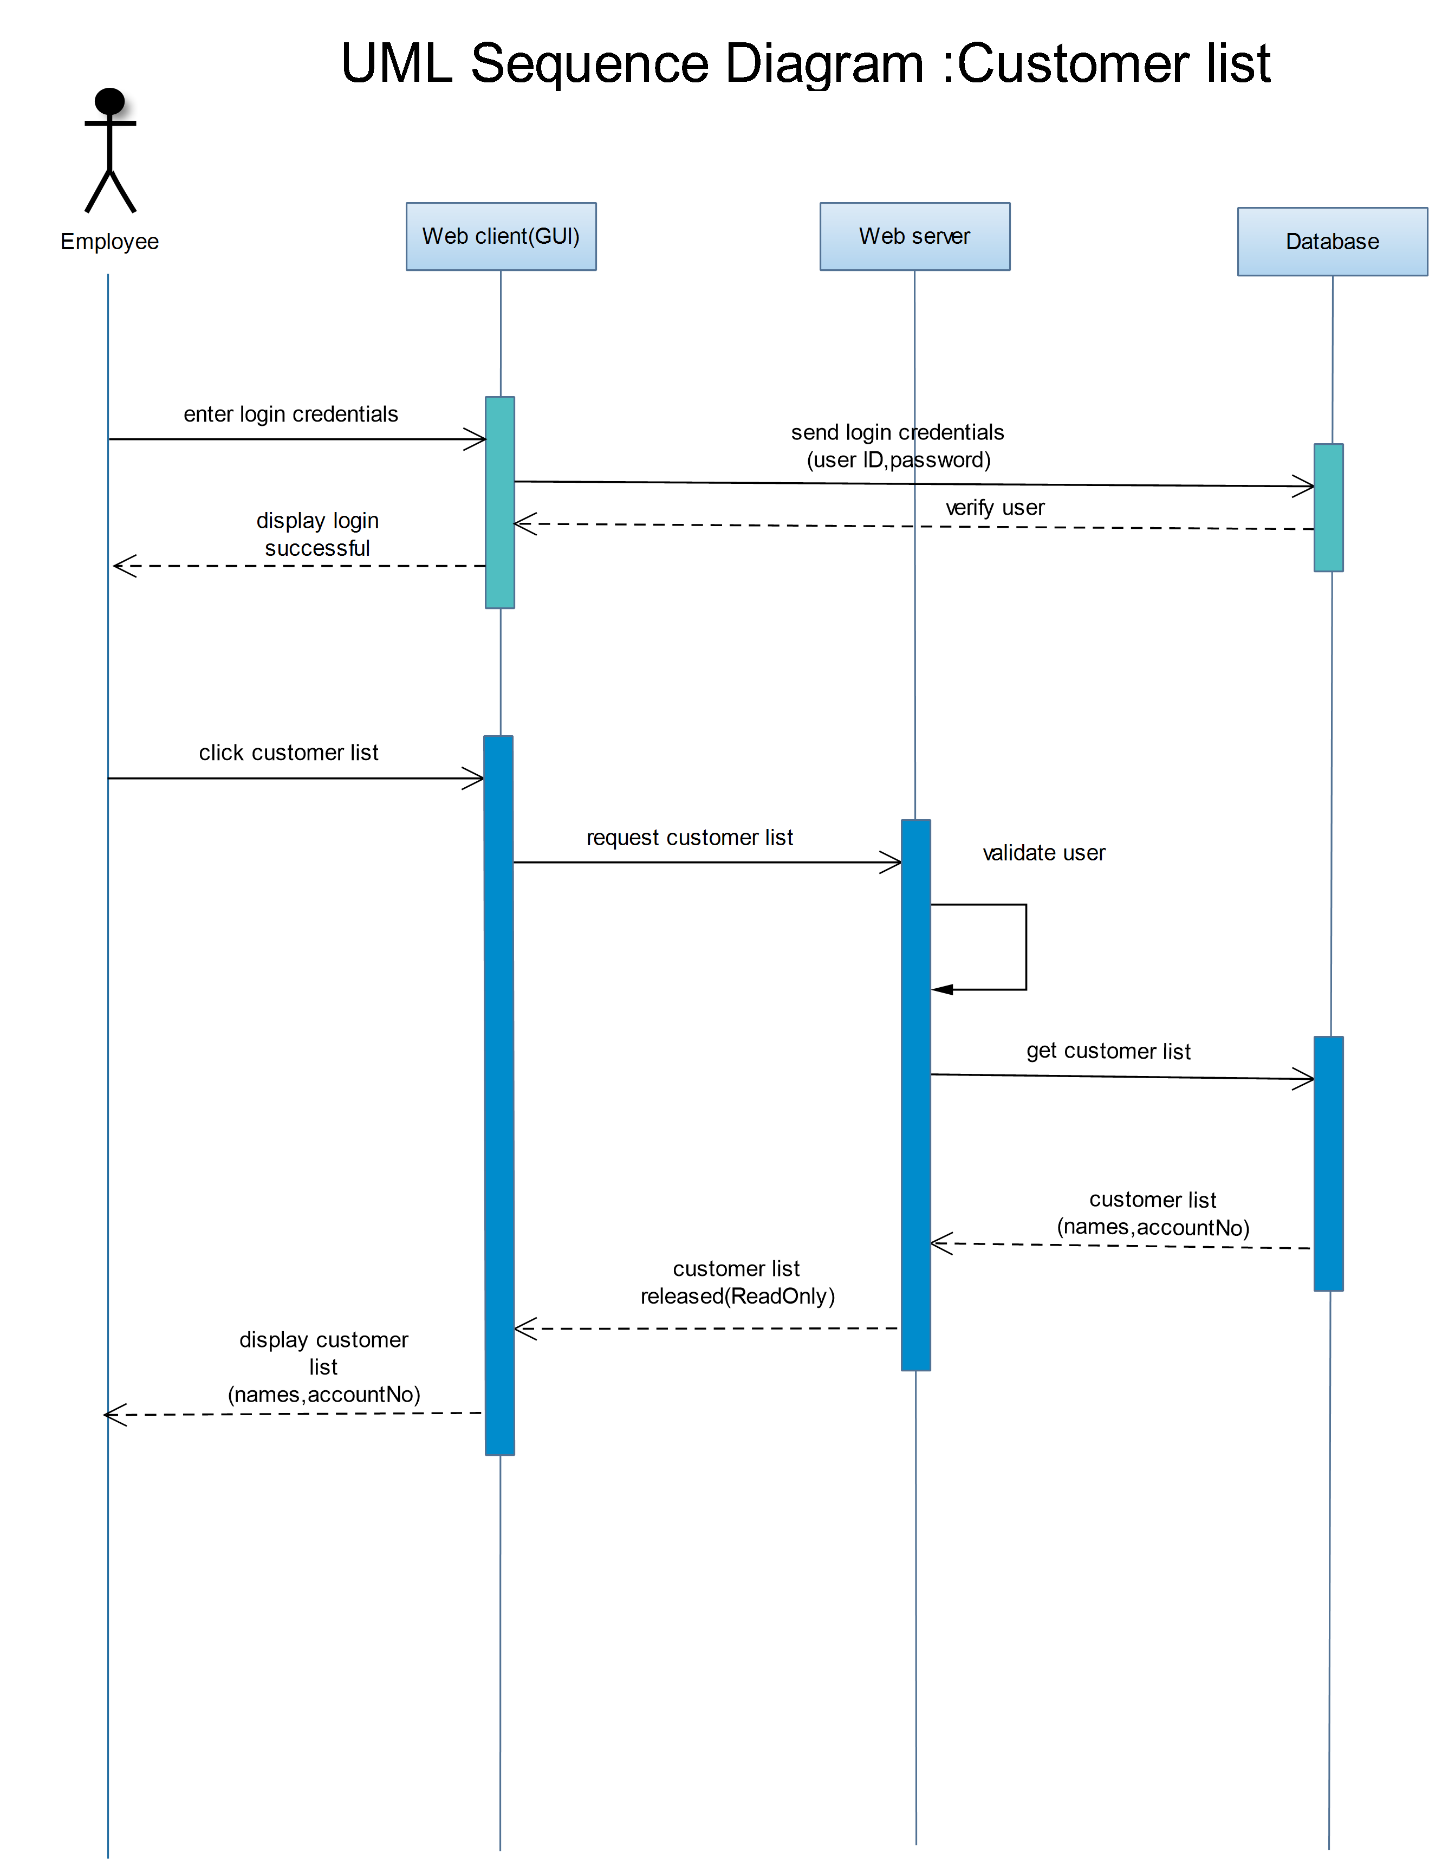 UML Sequence Diagram :Customer list
Employee
Web client(GUI)
Web server
Database
enter login credentials
send login credentials
(user ID,password)
verify user
display login
successful
click customer list
request customer list
validate user
get customer list
customer list
(names,accountNo)
customer list
released(ReadOnly)
display customer
list
(names,accountNo)